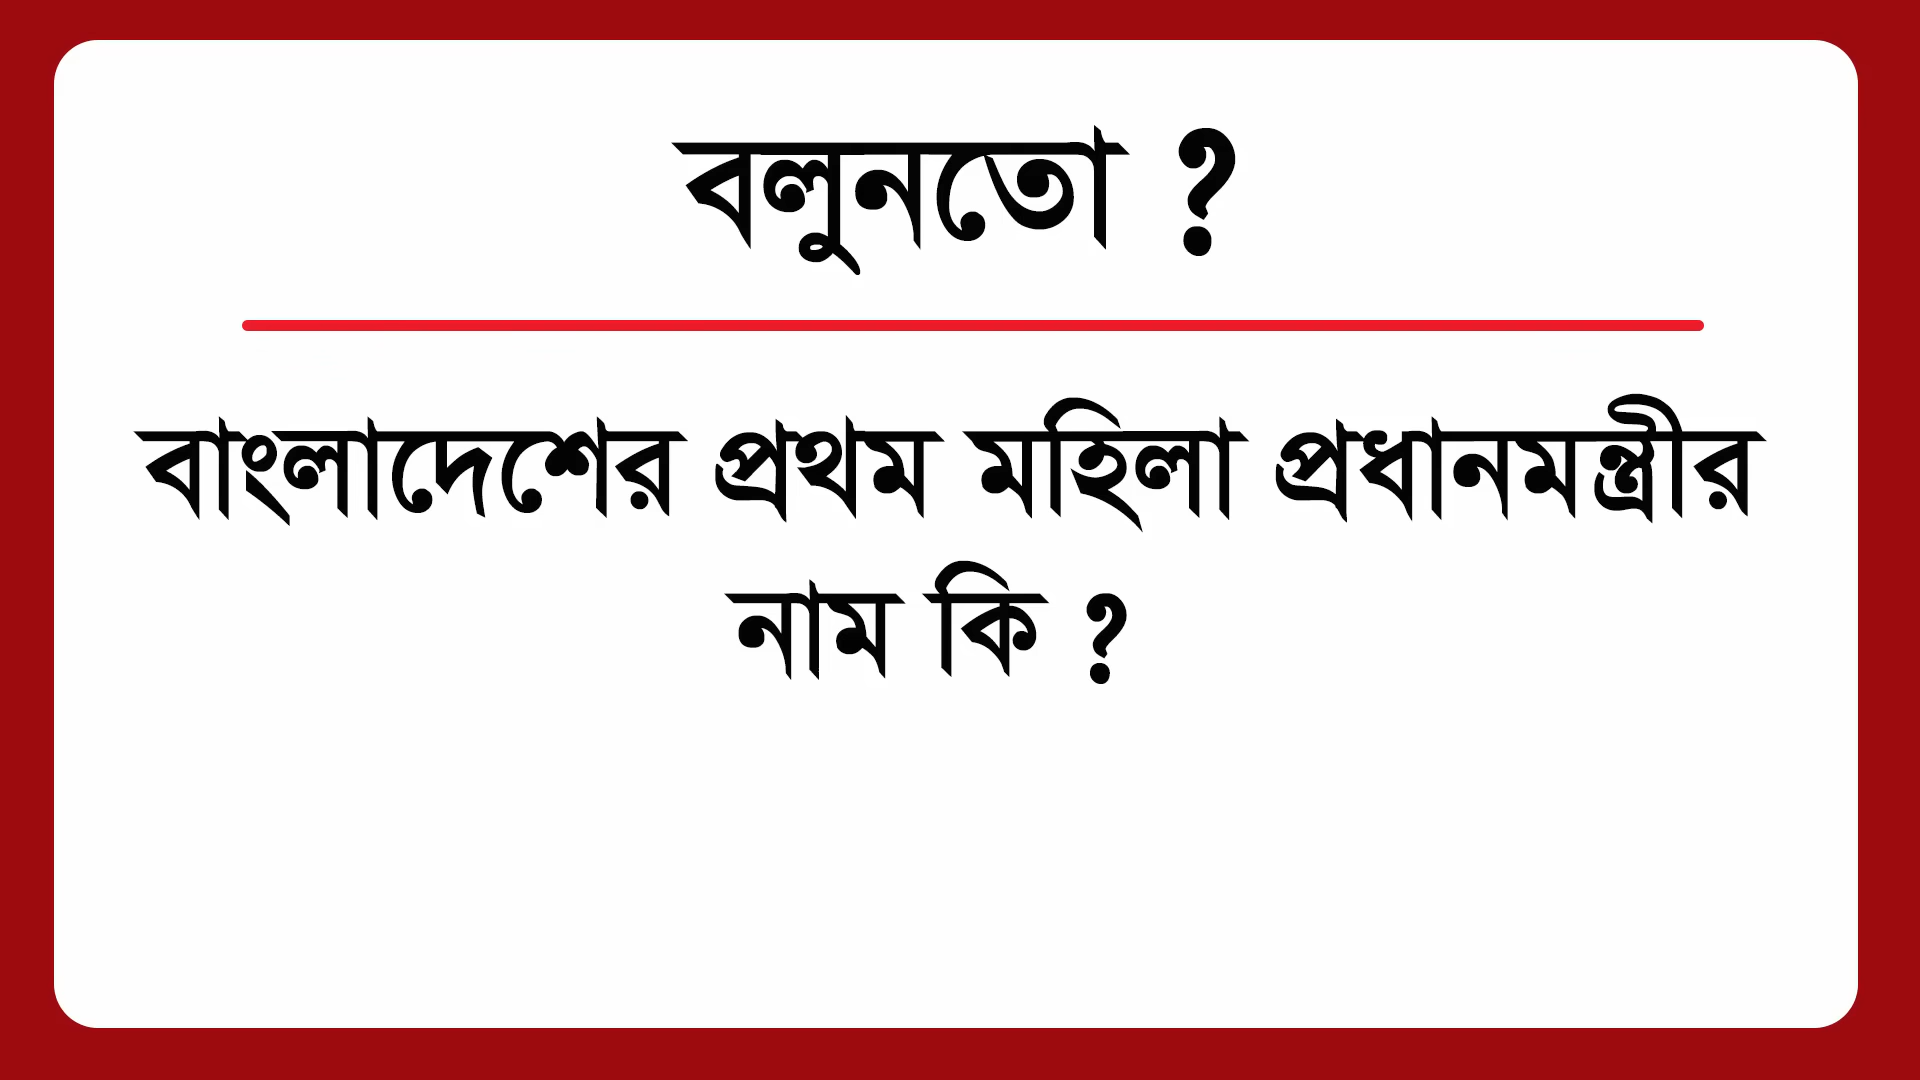 বলুনতো ?
বাংলাদেশের প্রথম মহিলা প্রধানমন্ত্রীর
নাম কি ?